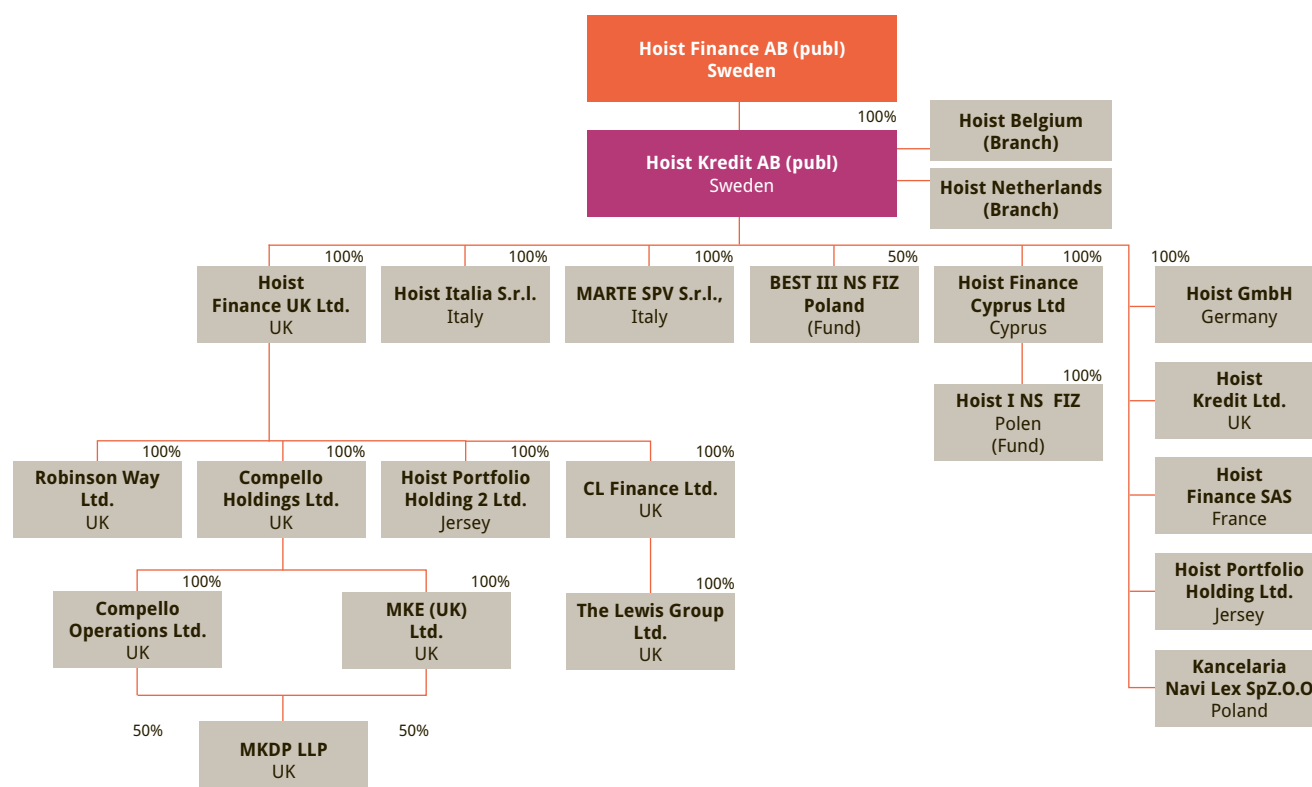 Hoist Finance AB (publ)
Sweden
100%
Hoist Kredit AB (publ)
Sweden
Hoist Belgium
(Branch)
Hoist Netherlands
(Branch)
100%
Hoist
Finance UK Ltd.
UK
100%
Hoist Italia S.r.l.
Italy
100%
MARTE SPV S.r.l.,
Italy
50%
BEST III NS FIZ
Poland
(Fund)
100%
Hoist Finance
Cyprus Ltd
Cyprus
100%
Hoist GmbH
Germany
100%
Hoist I NS  FIZ
Polen
(Fund)
Hoist
Kredit Ltd.
UK
100%
Robinson Way
Ltd.
UK
100%
Compello
Holdings Ltd.
UK
100%
Hoist Portfolio
Holding 2 Ltd.
Jersey
100%
CL Finance Ltd.
UK
Hoist
Finance SAS
France
100%
Compello
Operations Ltd.
UK
100%
MKE (UK)
Ltd.
UK
100%
The Lewis Group
Ltd.
UK
Hoist Portfolio
Holding Ltd.
Jersey
Kancelaria
Navi Lex SpZ.O.O
Poland
50%
50%
MKDP LLP
UK